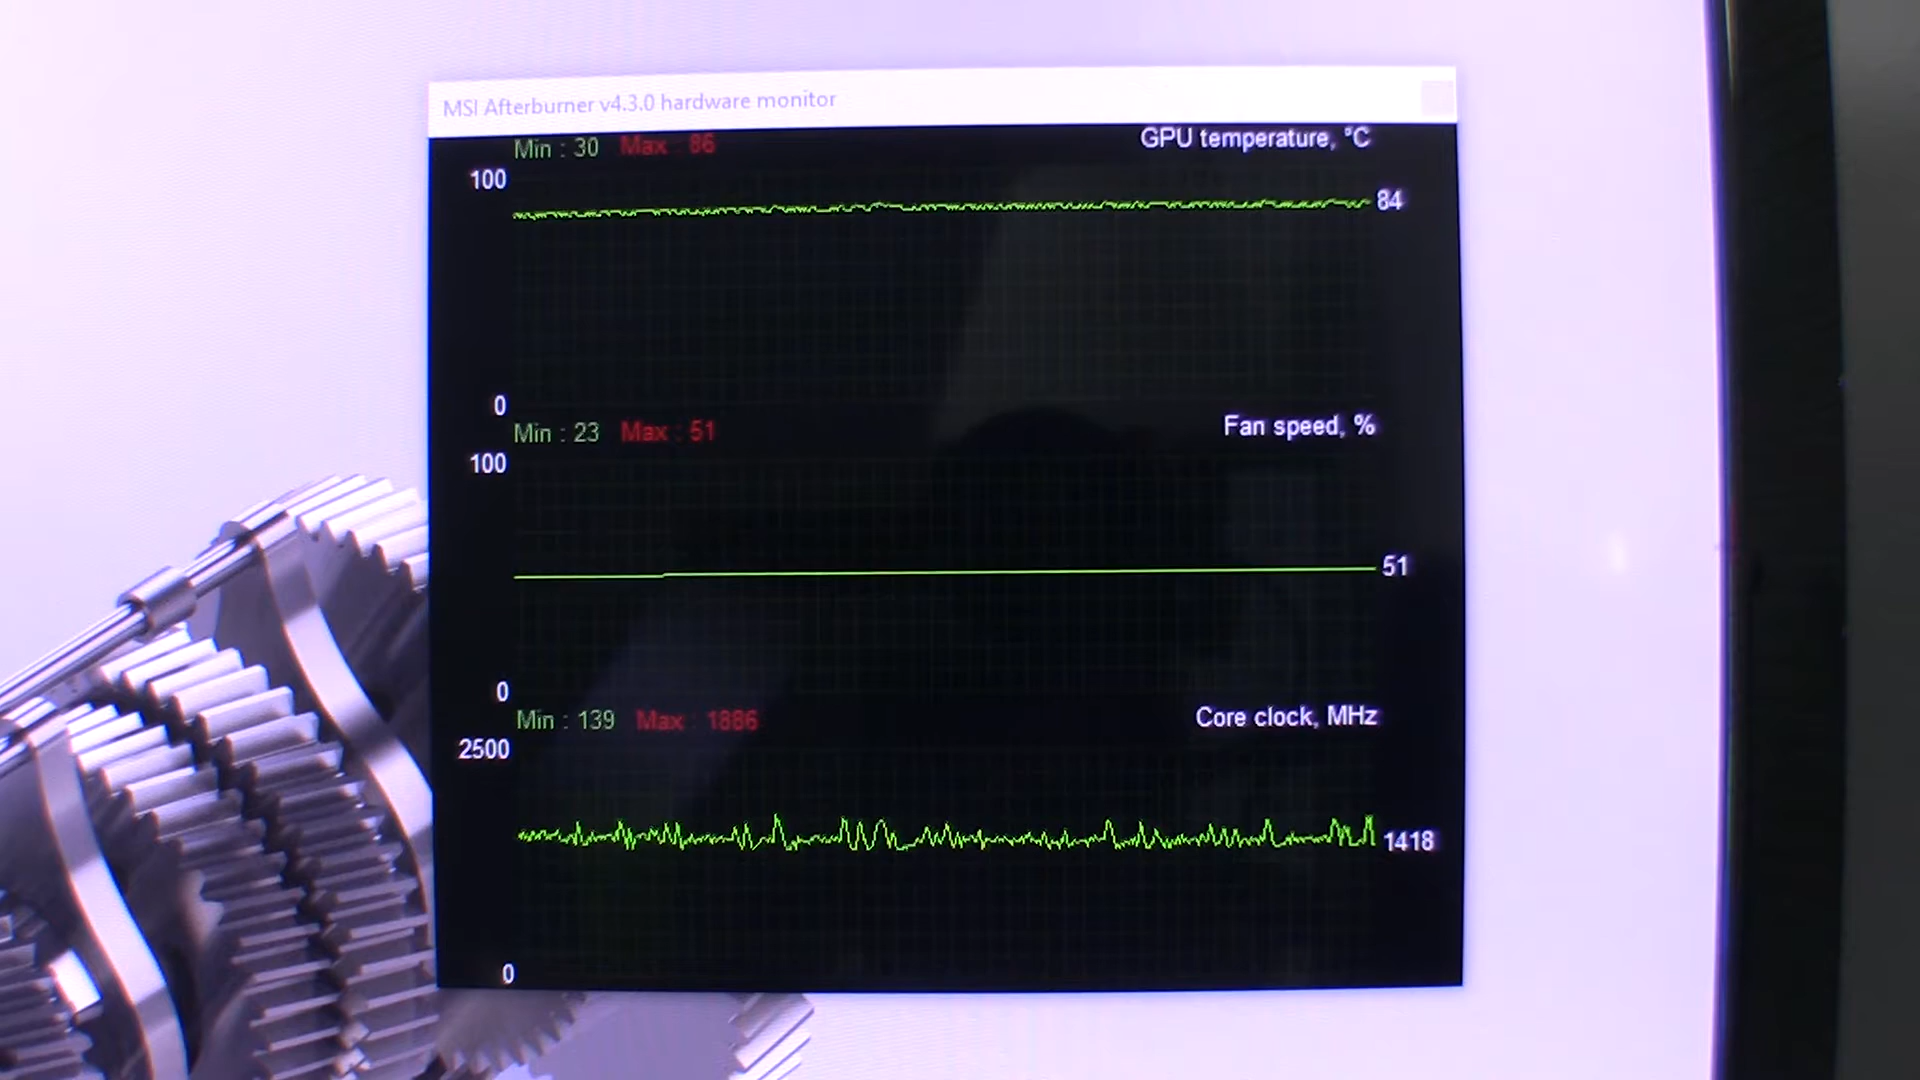 MSI Afterburner v4.3.0 hardware monitor
Min : 30 Max : 86 GPU temperature, °C
100
84
0
Min : 23 Max : 51 Fan speed, %
100
51
0
Min : 139 Max : 1886 Core clock, MHz
2500
1418
0